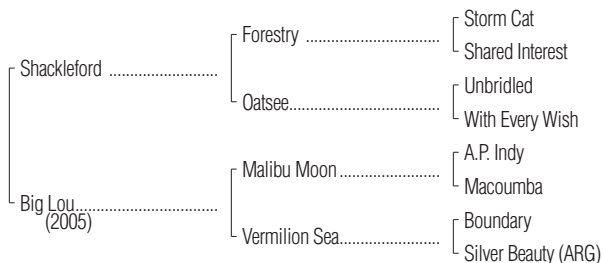 Storm Cat
Forestry
Shared Interest
Shackleford
Unbridled
Oatsee
With Every Wish
A.P. Indy
Malibu Moon
Macoumba
Big Lou
(2005)
Boundary
Vermilion Sea
Silver Beauty (ARG)